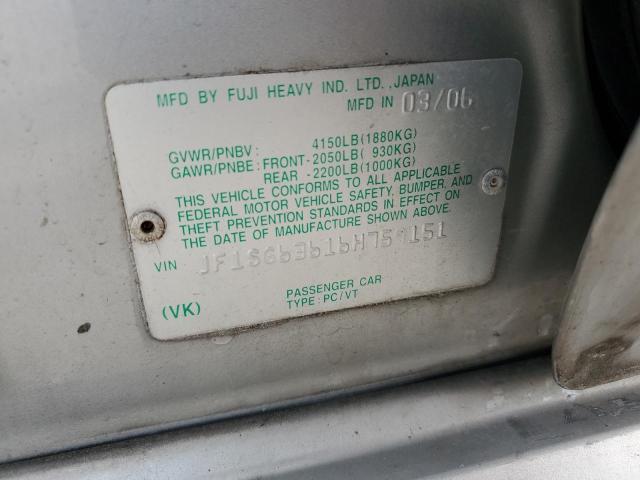 MFD BY FUJI HEAVY IND. LTD., JAPAN
MFD IN 03/06
GVWR/PNBV : 4150LB(1880KG)
GAWR/PNBE: FRONT-2050LB( 930KG)
REAR -2200LB(1000KG)
THIS VEHICLE CONFORMS TO ALL APPLICABLE
FEDERAL MOTOR VEHICLE SAFETY, BUMPER, AND
THEFT PREVENTION STANDARDS IN EFFECT ON
THE DATE OF MANUFACTURE SHOWN ABOVE.
VIN
PASSENGER CAR
(VK) TYPE: PC/VT